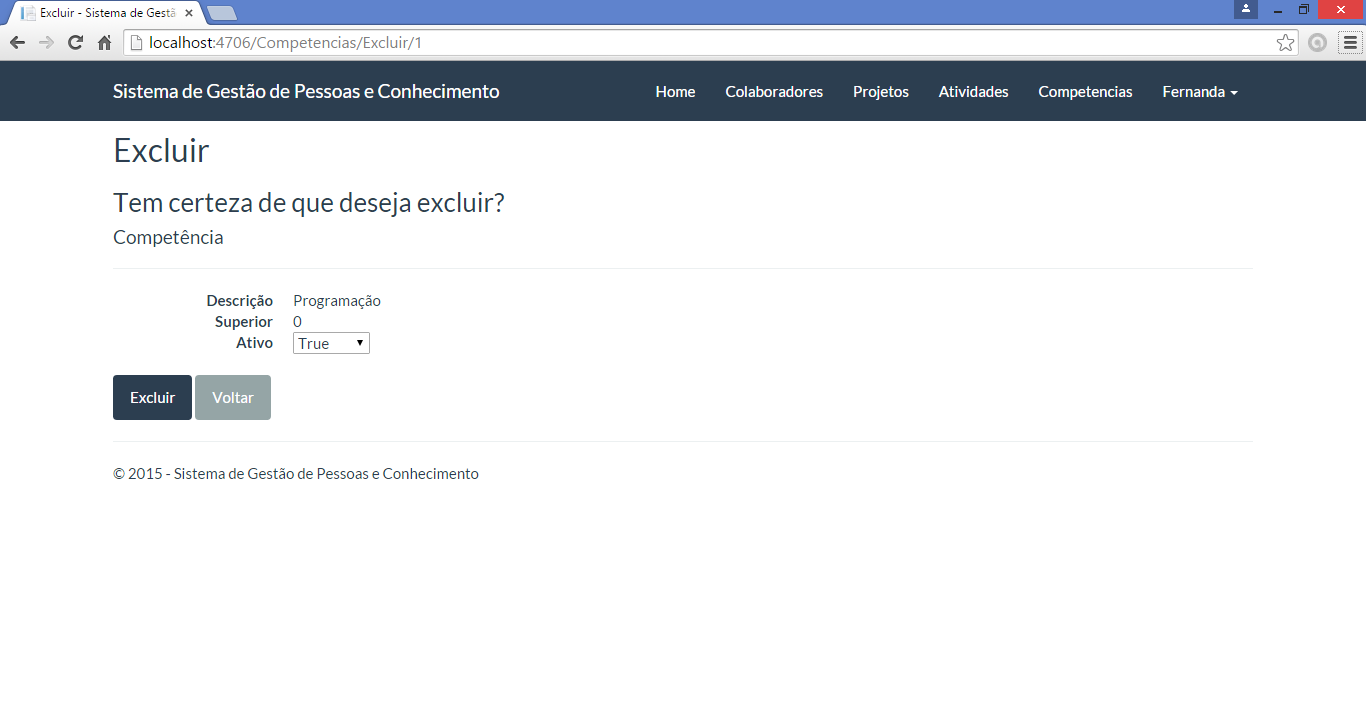 Excluir - Sistema de Gestã
localhost:4706/Competencias/Excluir/1
Sistema de Gestão de Pessoas e Conhecimento Home Colaboradores Projetos Atividades Competencias Fernanda
Excluir
Tem certeza de que deseja excluir?
Competência
Descrição Programação
Superior 0
Ativo True
Excluir Voltar
© 2015 - Sistema de Gestão de Pessoas e Conhecimento